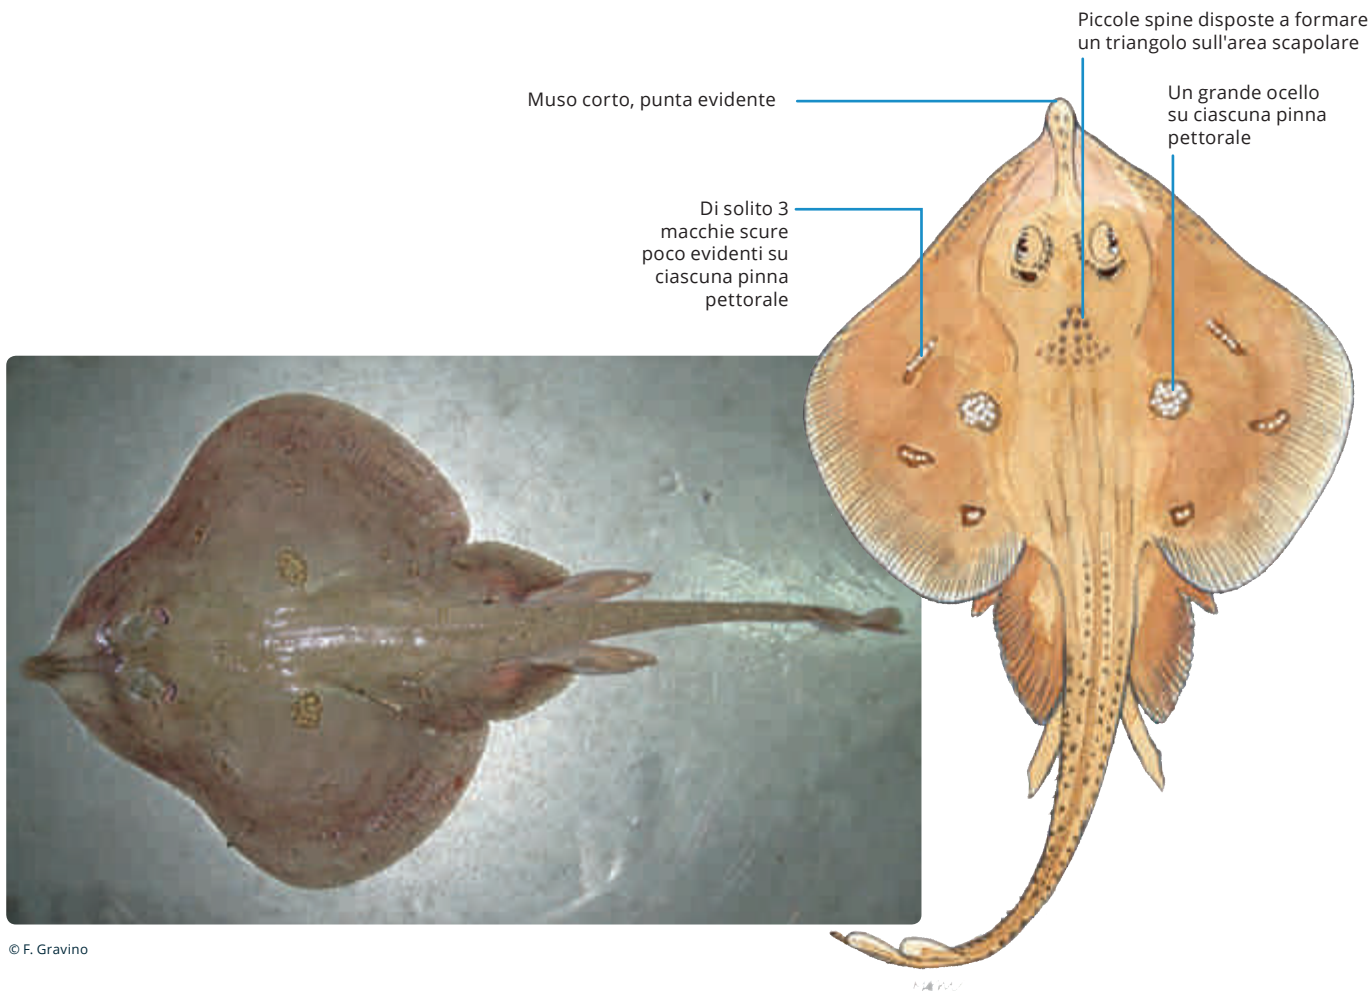 Piccole spine disposte a formare
un triangolo sull'area scapolare
Muso corto, punta evidente
Un grande ocello
su ciascuna pinna
pettorale
Di solito 3
macchie scure
poco evidenti su
ciascuna pinna
pettorale
© F. Gravino